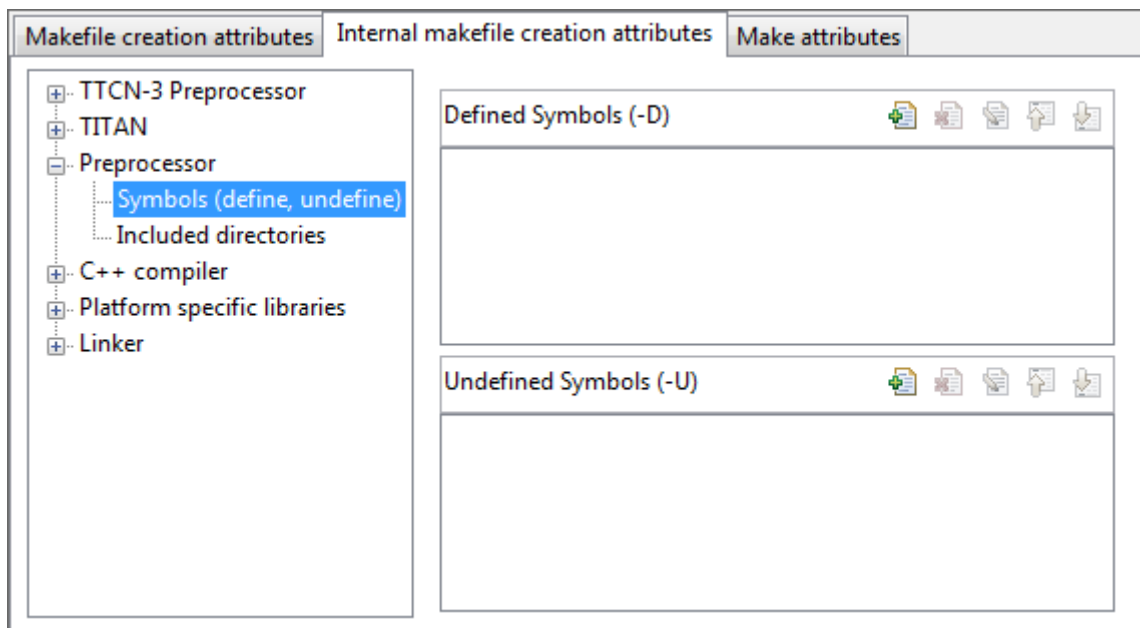 Makefile creation attributes
Internal makefile creation attributes
Make attributes
TTCN-3 Preprocessor
TITAN
Preprocessor
Symbols (define, undefine)
Included directories
C++ compiler
Platform specific libraries
Linker
Defined Symbols (-D)
Undefined Symbols (-U)